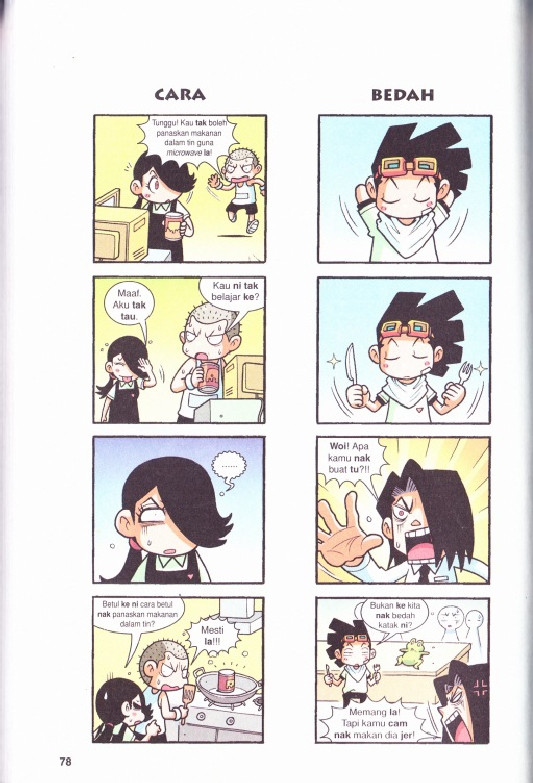 CARA
Tunggu! Kau tak boleh
panaskan makanan
dalam tin guna
microwave la!
Mlaaf.
Aku tak
tau.
Kau ni tak
bellajar ke?
.......
Betul ke ni cara betul
nak panaskan makanan
dalam tin?
Mesti
la!!!
BEDAH
Woi! Apa
kamu nak
buat tu?!!
Bukan ke kita
nak bedah
katak ni?
Memang la!
Tapi kamu cam
nak makan dia jer!
78